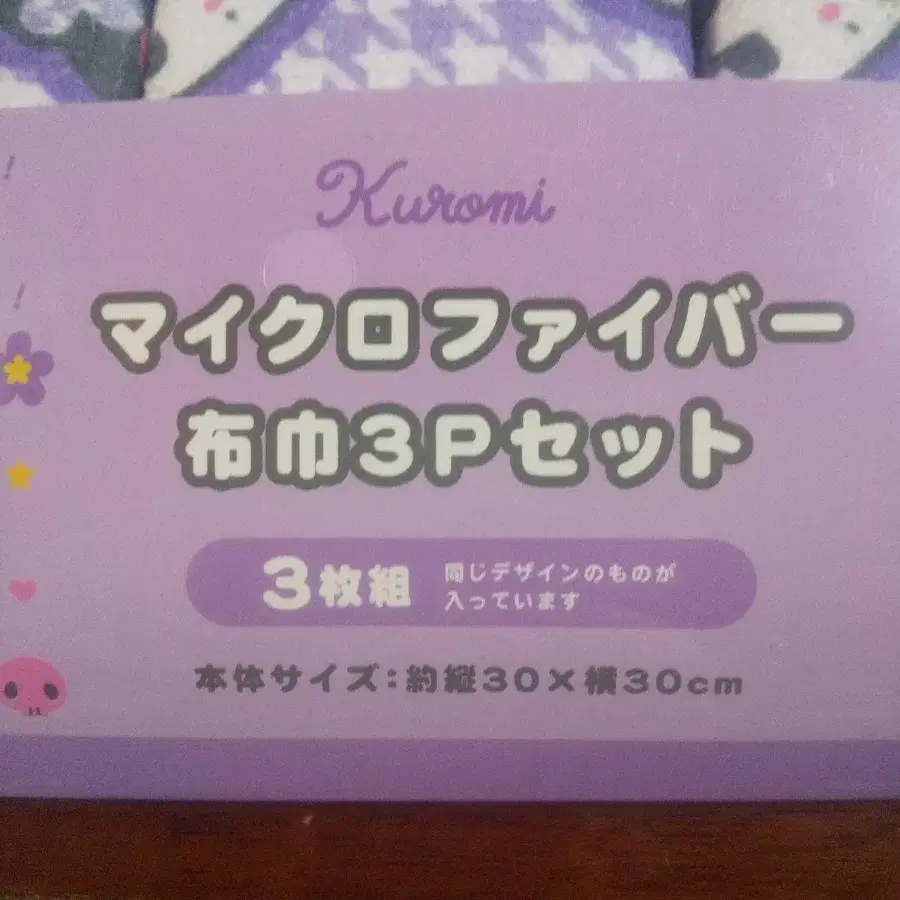 Kuromi
マイクロファイバー
布巾3Pセット
3枚組
同じデザインのものが
入っています
本体サイズ:約縦30×横30cm